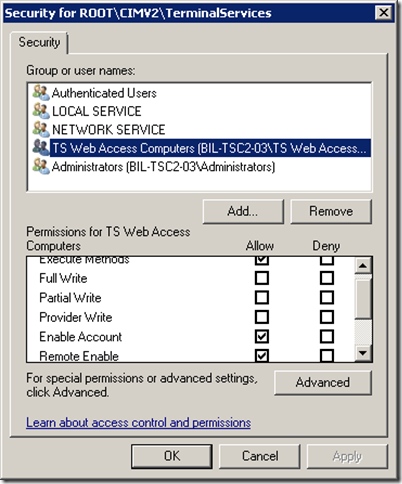 Security for ROOT\CIMV2\TerminalServices
Security
Group or user names:
Authenticated Users
LOCAL SERVICE
NETWORK SERVICE
TS Web Access Computers (BIL-TSC2-03\TS Web Access...
Administrators (BIL-TSC2-03\Administrators)
Add...
Remove
Permissions for TS Web Access
Computers
Allow
Deny
Execute Methods
Full Write
Partial Write
Provider Write
Enable Account
Remote Enable
For special permissions or advanced settings,
click Advanced.
Advanced
Learn about access control and permissions
OK
Cancel
Apply